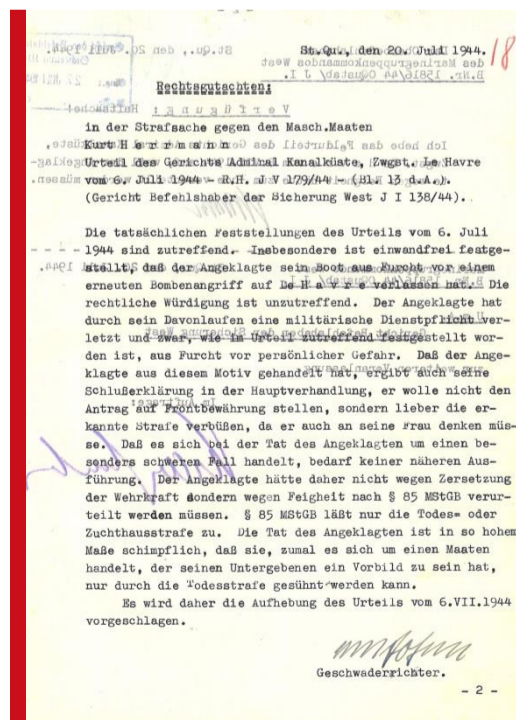 St.Qu., den 20. Juli 1944.
18
Rechtsgutachten:
in der Strafsache gegen den Masch.Maaten
Kurt H e r r m a n n
Urteil des Gerichts Admiral Kanalküste, Zwgst. Le Havre
vom 6. Juli 1944 - R.H. J V 179/44 - (Bl. 13 d.A.).
(Gericht Befehlshaber der Sicherung West J I 138/44).
Die tatsächlichen Feststellungen des Urteils vom 6. Juli
1944 sind zutreffend. Insbesondere ist einwandfrei festge-
stellt, daß der Angeklagte sein Boot aus Furcht vor einem
erneuten Bombenangriff auf Le H a v r e verlassen hat. Die
rechtliche Würdigung ist unzutreffend. Der Angeklagte hat
durch sein Davonlaufen eine militärische Dienstpflicht ver-
letzt und zwar, wie im Urteil zutreffend festgestellt wor-
den ist, aus Furcht vor persönlicher Gefahr. Daß der Ange-
klagte aus diesem Motiv gehandelt hat, ergibt auch seine
Schlußerklärung in der Hauptverhandlung, er wolle nicht den
Antrag auf Frontbewährung stellen, sondern lieber die er-
kannte Strafe verbüßen, da er auch an seine Frau denken müs-
se. Daß es sich bei der Tat des Angeklagten um einen be-
sonders schweren Fall handelt, bedarf keiner näheren Aus-
führung. Der Angeklagte hätte daher nicht wegen Zersetzung
der Wehrkraft sondern wegen Feigheit nach § 85 MStGB verur-
teilt werden müssen. § 85 MStGB läßt nur die Todes- oder
Zuchthausstrafe zu. Die Tat des Angeklagten ist in so hohem
Maße schimpflich, daß sie, zumal es sich um einen Maaten
handelt, der seinen Untergebenen ein Vorbild zu sein hat,
nur durch die Todesstrafe gesühnt werden kann.
Es wird daher die Aufhebung des Urteils vom 6.VII.1944
vorgeschlagen.
Geschwaderrichter.
- 2 -